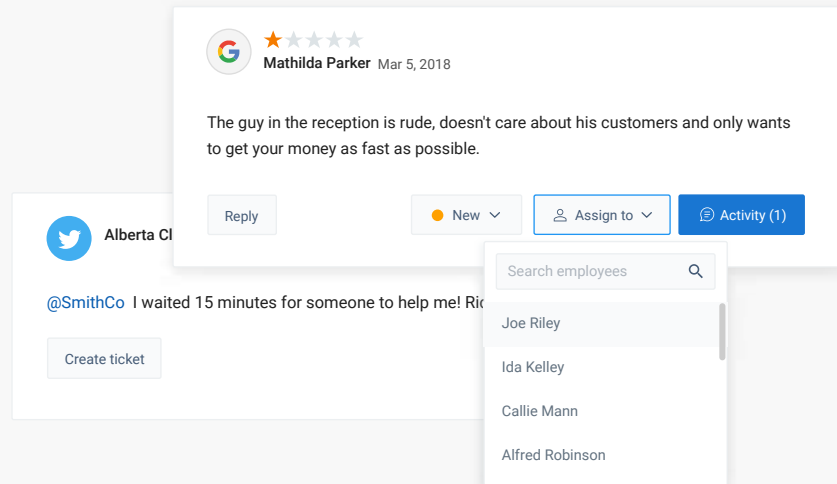 Mathilda Parker Mar 5, 2018
The guy in the reception is rude, doesn't care about his customers and only wants
to get your money as fast as possible.
Reply
New
Assign to
Activity (1)
Search employees
Joe Riley
Ida Kelley
Callie Mann
Alfred Robinson
Alberta
@SmithCo I waited 15 minutes for someone to help me!
Create ticket